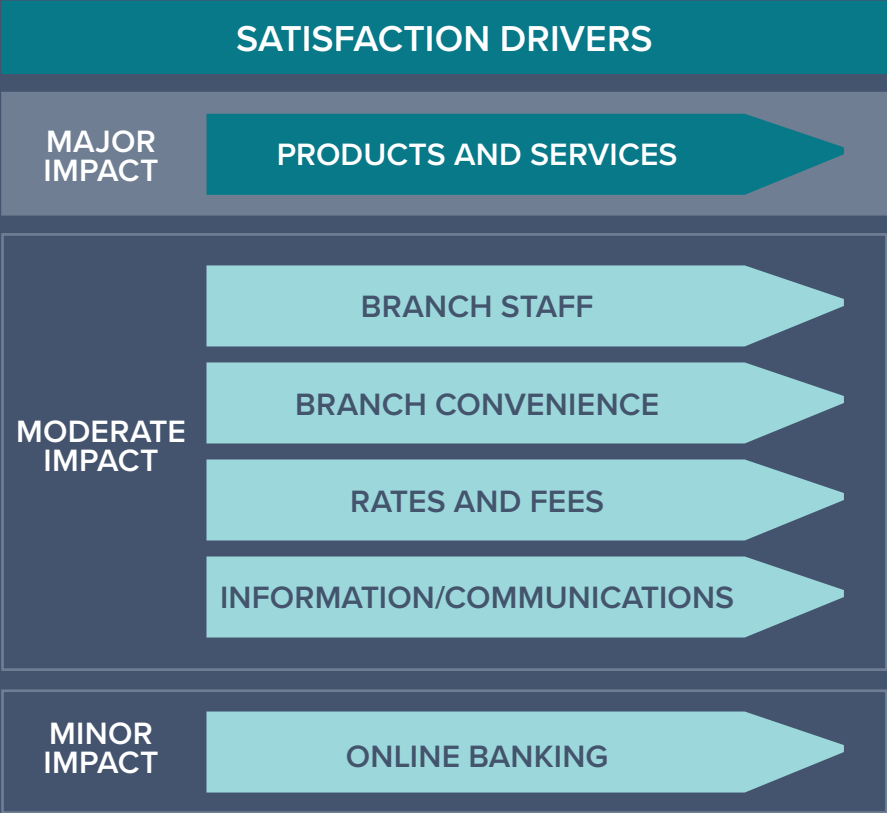 SATISFACTION DRIVERS
MAJOR
IMPACT
PRODUCTS AND SERVICES
MODERATE
IMPACT
BRANCH STAFF
BRANCH CONVENIENCE
RATES AND FEES
INFORMATION/COMMUNICATIONS
MINOR
IMPACT
ONLINE BANKING